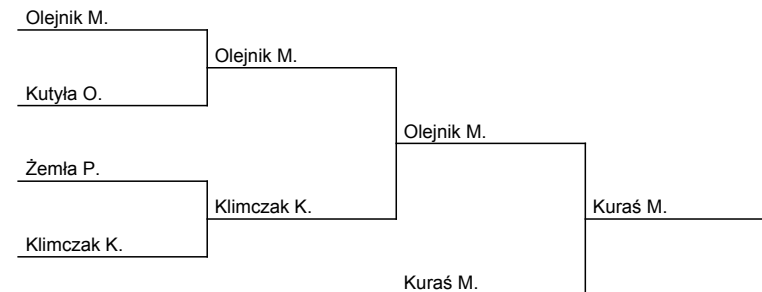 Olejnik M.
Olejnik M.
Kutyła O.
Olejnik M.
Żemła P.
Klimczak K.
Kuraś M.
Klimczak K.
Kuraś M.